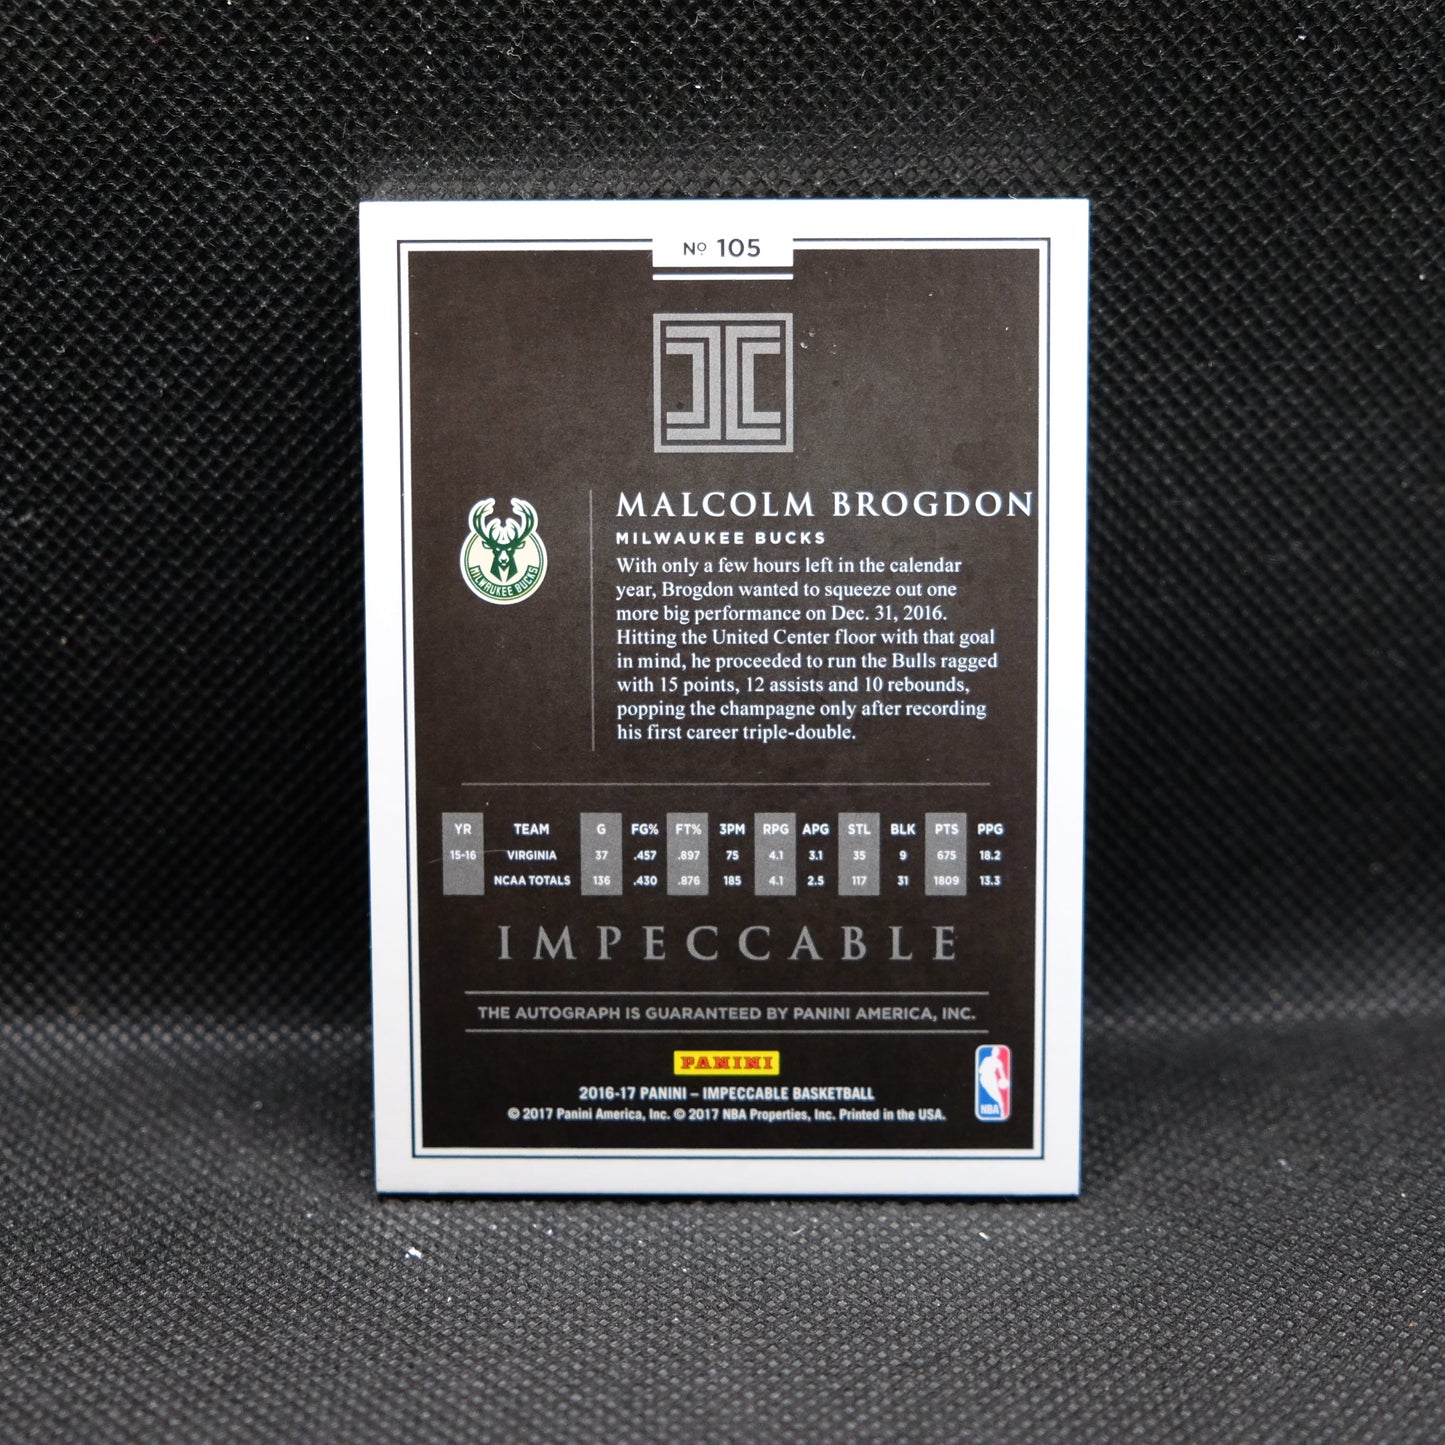 Nº 105
MALCOLM BROGDON
MILWAUKEE BUCKS
MILWAUKEE BUCKS
With only a few hours left in the calendar
year, Brogdon wanted to squeeze out one
more big performance on Dec. 31, 2016.
Hitting the United Center floor with that goal
in mind, he proceeded to run the Bulls ragged
with 15 points, 12 assists and 10 rebounds,
popping the champagne only after recording
his first career triple-double.
YR TEAM G FG% FT% 3PM RPG APG STL BLK PTS PPG
15-16 VIRGINIA 37 .457 .897 75 4.1 3.1 35 9 675 18.2
NCAA TOTALS 136 .430 .876 185 4.1 2.5 117 31 1809 13.3
IMPECCABLE
THE AUTOGRAPH IS GUARANTEED BY PANINI AMERICA, INC.
PANINI
2016-17 PANINI – IMPECCABLE BASKETBALL
© 2017 Panini America, Inc. © 2017 NBA Properties, Inc. Printed in the USA.
NBA